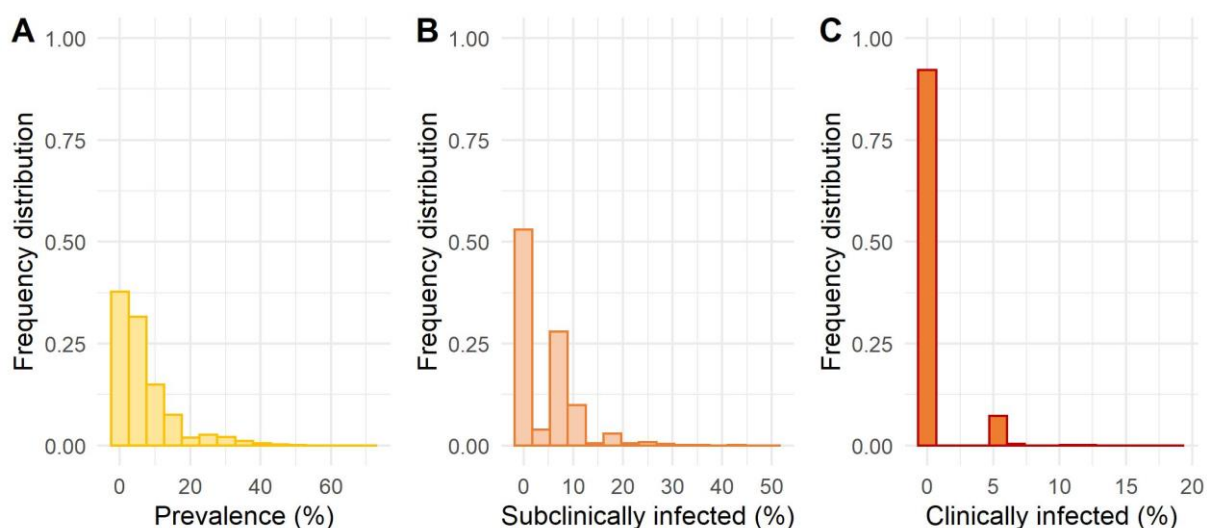 A
1.00
0.75
0.50
0.25
0.00
Frequency distribution
0 20 40 60
Prevalence (%)
B
1.00
0.75
0.50
0.25
0.00
Frequency distribution
0 10 20 30 40 50
Subclinically infected (%)
C
1.00
0.75
0.50
0.25
0.00
Frequency distribution
0 5 10 15 20
Clinically infected (%)